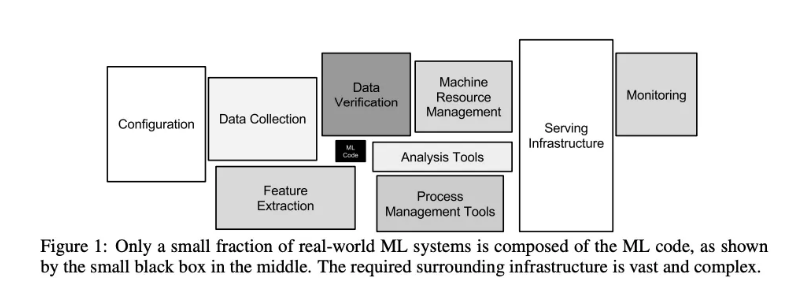 Configuration
Data Collection
Data
Verification
Machine
Resource
Management
Monitoring
Serving
Infrastructure
ML
Code
Analysis Tools
Feature
Extraction
Process
Management Tools
Figure 1: Only a small fraction of real-world ML systems is composed of the ML code, as shown
by the small black box in the middle. The required surrounding infrastructure is vast and complex.